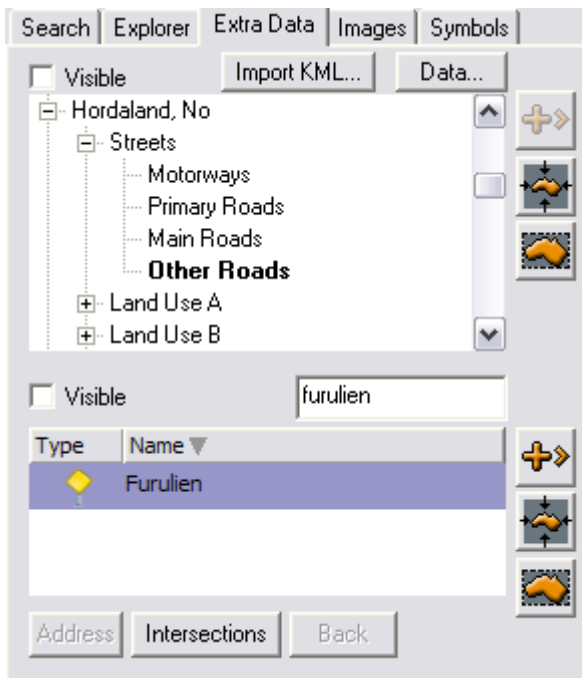 Search Explorer Extra Data Images Symbols
Visible Import KML... Data...
Hordaland, No
Streets
Motorways
Primary Roads
Main Roads
Other Roads
Land Use A
Land Use B
Visible furulien
Type Name
Furulien
Address Intersections Back